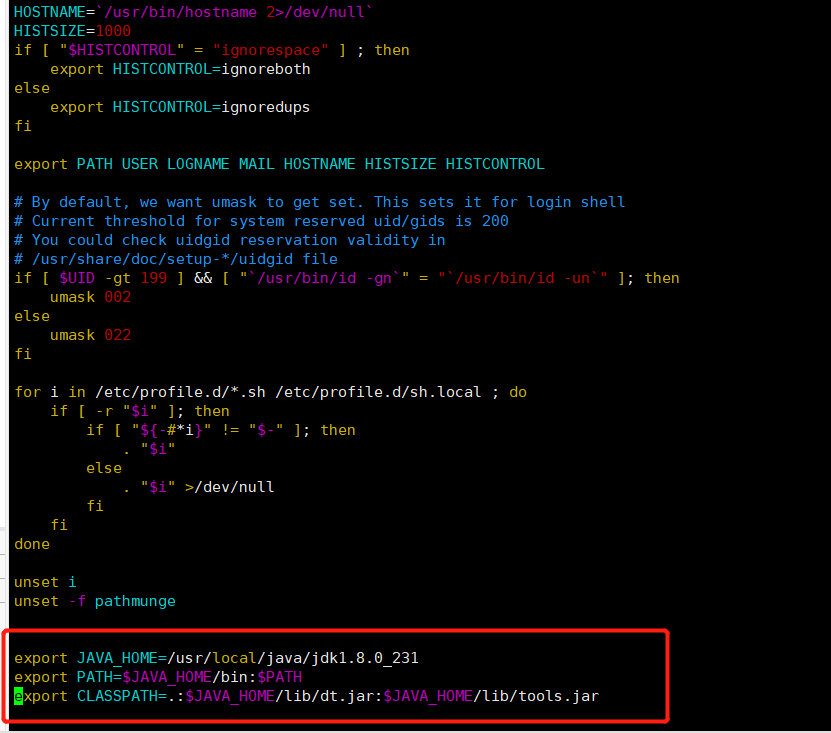 HOSTNAME=`/usr/bin/hostname 2>/dev/null`
HISTSIZE=1000
if [ "$HISTCONTROL" = "ignorespace" ] ; then
    export HISTCONTROL=ignoreboth
else
    export HISTCONTROL=ignoredups
fi

export PATH USER LOGNAME MAIL HOSTNAME HISTSIZE HISTCONTROL

# By default, we want umask to get set. This sets it for login shell
# Current threshold for system reserved uid/gids is 200
# You could check uidgid reservation validity in
# /usr/share/doc/setup-*/uidgid file
if [ $UID -gt 199 ] && [ "`/usr/bin/id -gn`" = "`/usr/bin/id -un`" ]; then
    umask 002
else
    umask 022
fi

for i in /etc/profile.d/*.sh /etc/profile.d/sh.local ; do
    if [ -r "$i" ]; then
        if [ "${-#*i}" != "$-" ]; then
            . "$i"
        else
            . "$i" >/dev/null
        fi
    fi
done

unset i
unset -f pathmunge

export JAVA_HOME=/usr/local/java/jdk1.8.0_231
export PATH=$JAVA_HOME/bin:$PATH
export CLASSPATH=.:$JAVA_HOME/lib/dt.jar:$JAVA_HOME/lib/tools.jar